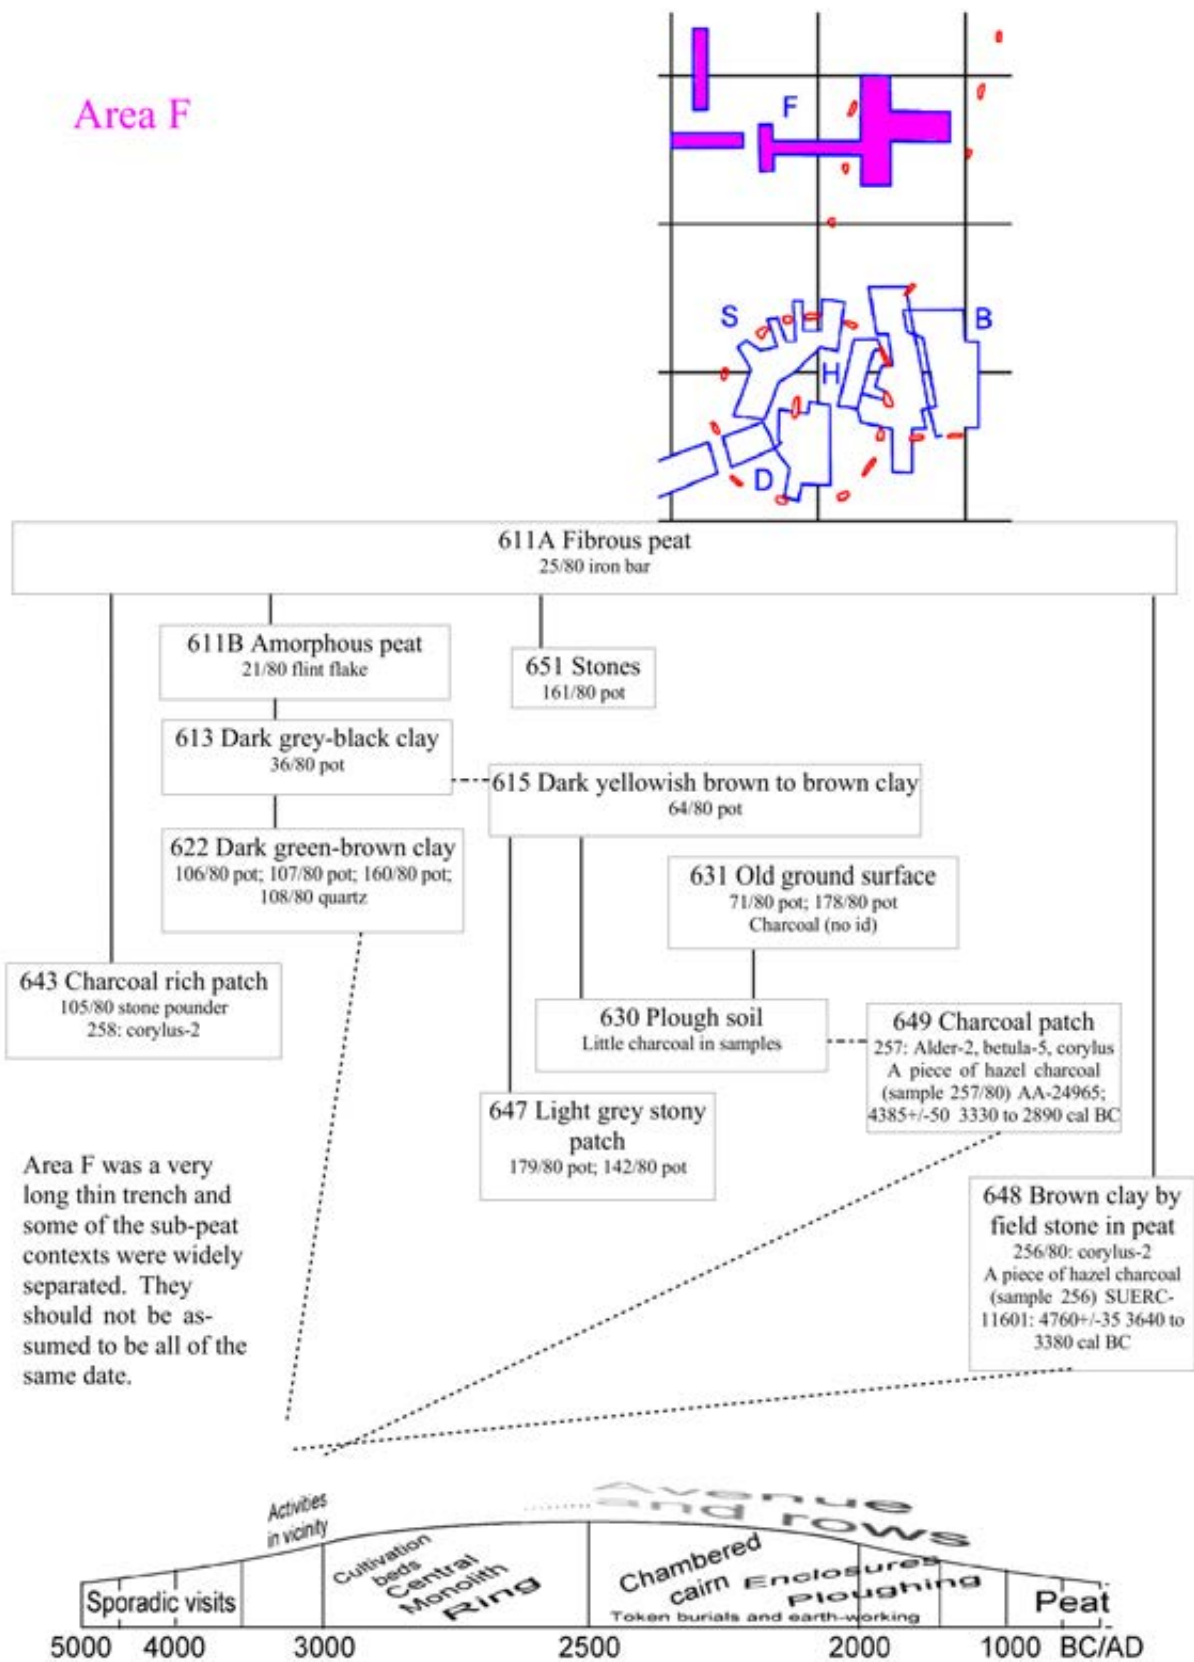 Area F
F
S
B
H
D
611A Fibrous peat
25/80 iron bar
611B Amorphous peat
21/80 flint flake
651 Stones
161/80 pot
613 Dark grey-black clay
36/80 pot
615 Dark yellowish brown to brown clay
64/80 pot
622 Dark green-brown clay
106/80 pot; 107/80 pot; 160/80 pot;
108/80 quartz
631 Old ground surface
71/80 pot; 178/80 pot
Charcoal (no id)
643 Charcoal rich patch
105/80 stone pounder
258: corylus-2
630 Plough soil
Little charcoal in samples
649 Charcoal patch
257: Alder-2, betula-5, corylus
A piece of hazel charcoal
(sample 257/80) AA-24965;
4385+/-50 3330 to 2890 cal BC
647 Light grey stony
patch
179/80 pot; 142/80 pot
Area F was a very
long thin trench and
some of the sub-peat
contexts were widely
separated. They
should not be as-
sumed to be all of the
same date.
648 Brown clay by
field stone in peat
256/80: corylus-2
A piece of hazel charcoal
(sample 256) SUERC-
11601: 4760+/-35 3640 to
3380 cal BC
Activities
in vicinity
Avenue
and rows
Sporadic visits
Cultivation
beds
Central
Monolith
Ring
Chambered
cairn
Enclosures
Ploughing
Token burials and earth-working
Peat
5000 4000 3000 2500 2000 1000 BC/AD